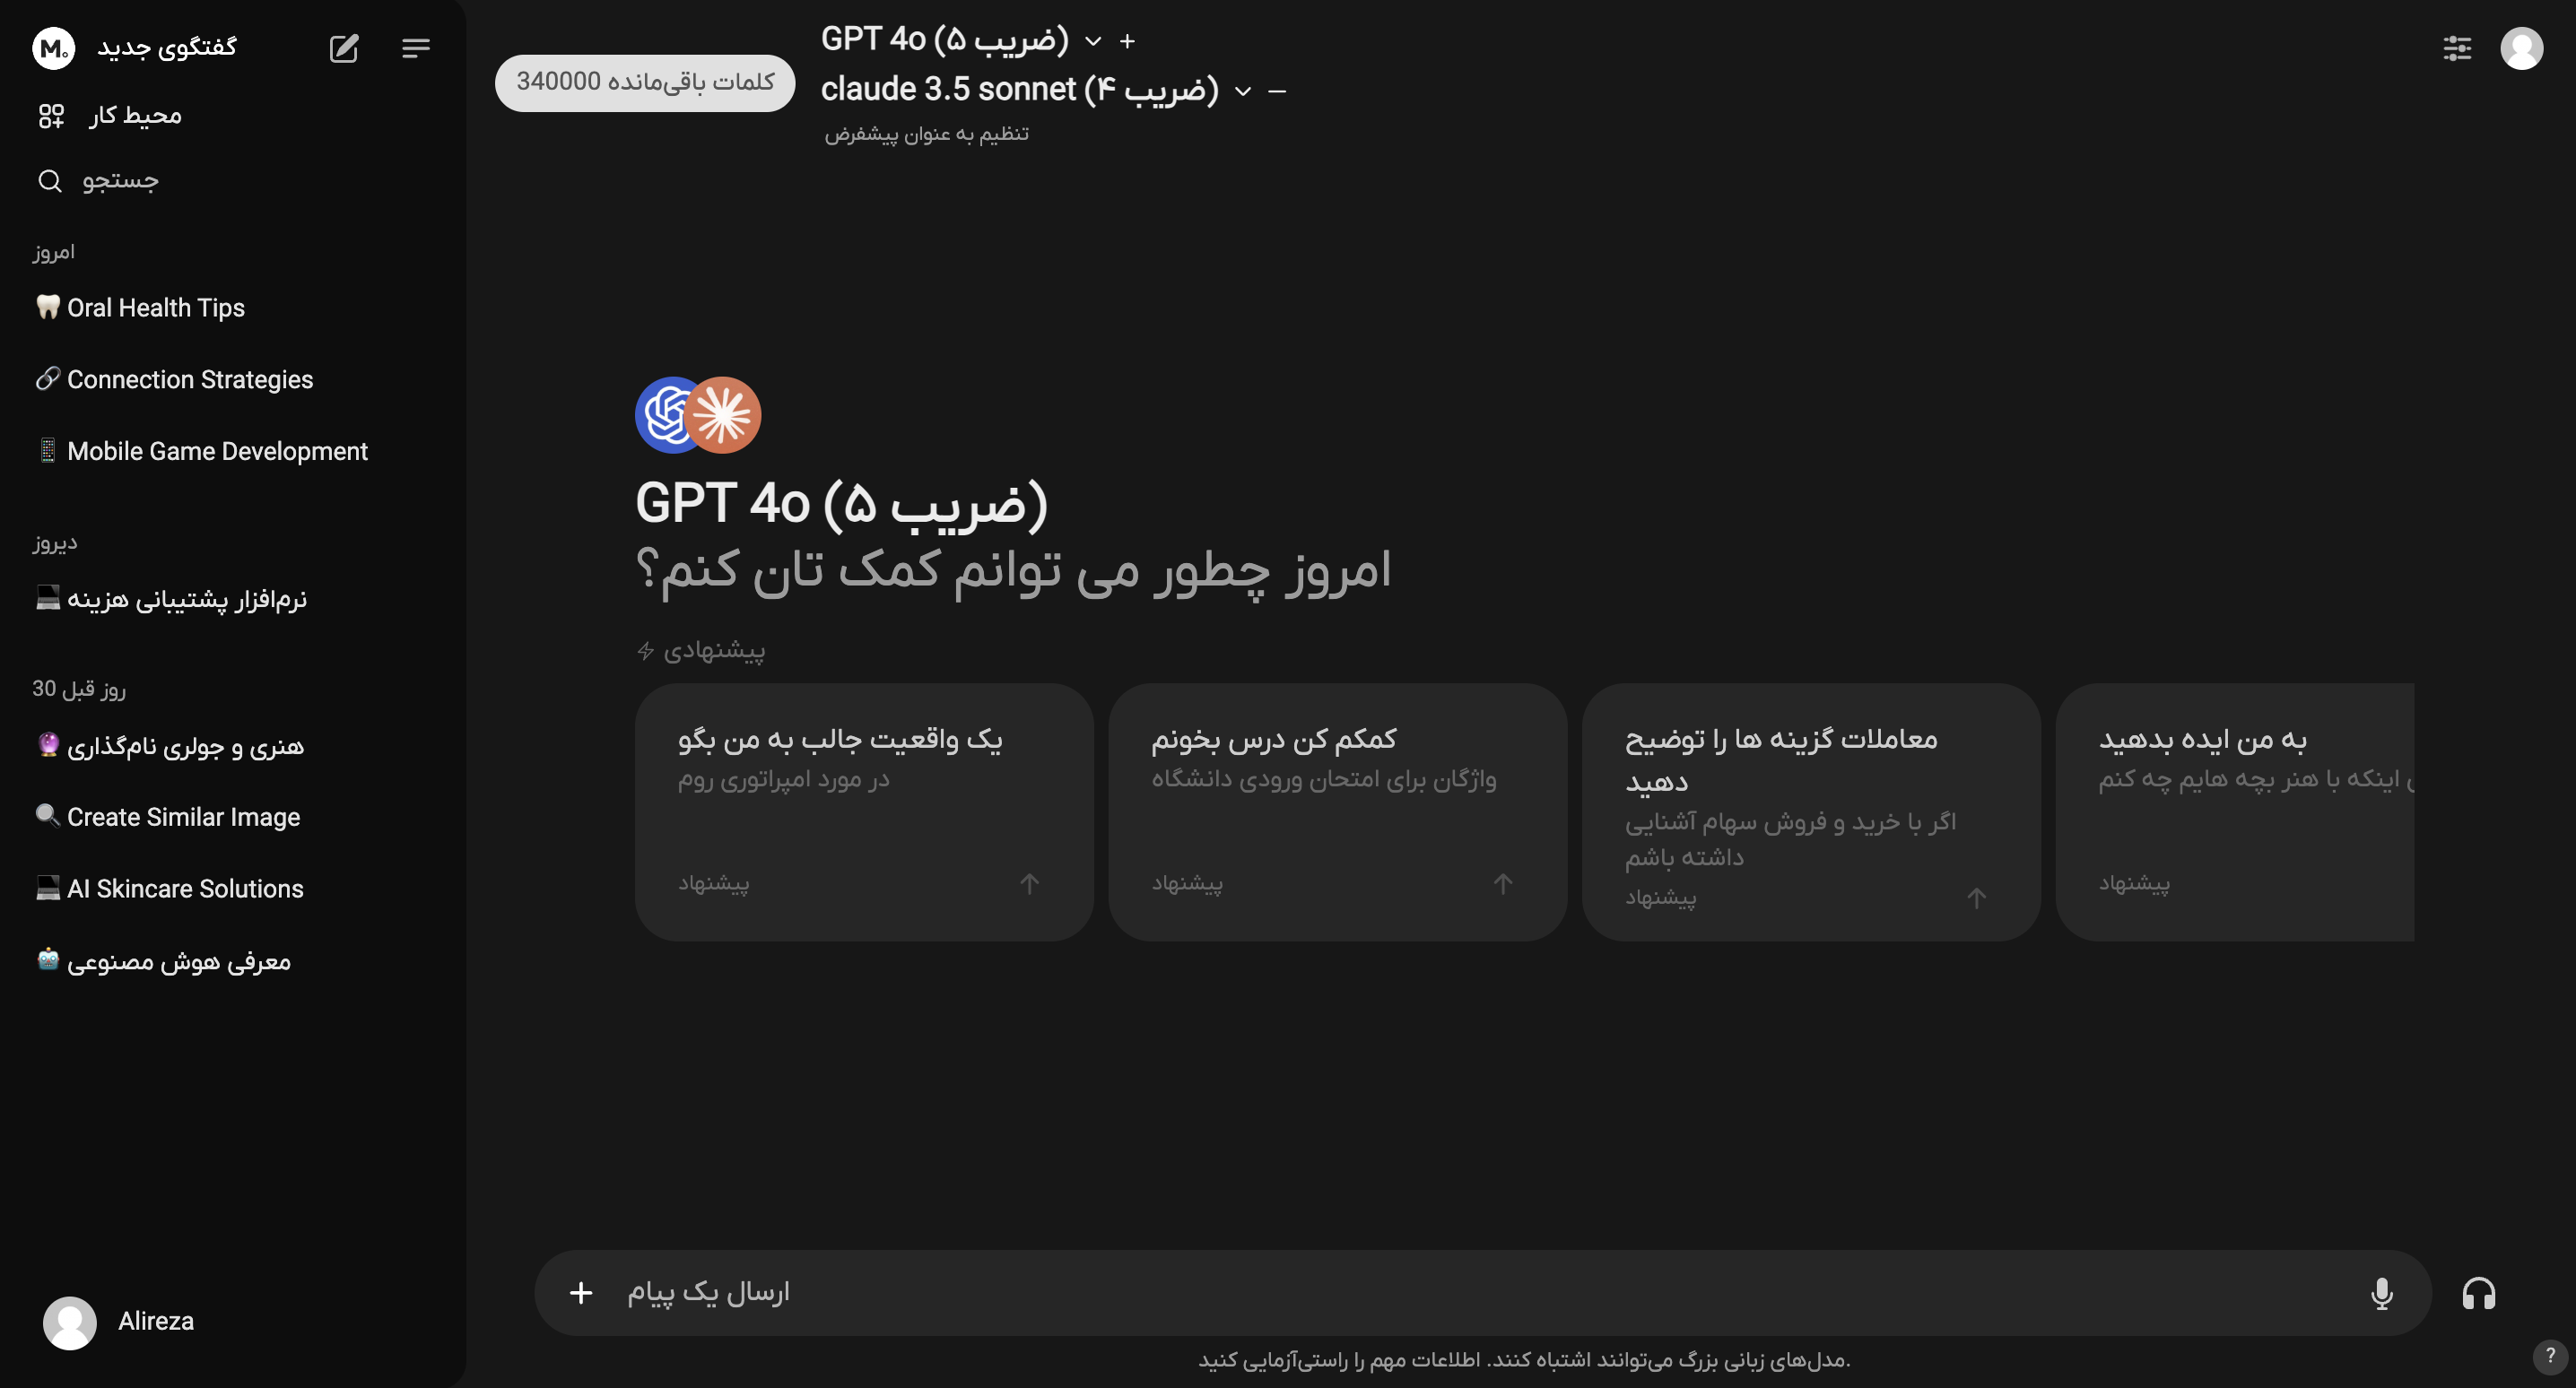 M.
گفتگوی جدید
محیط کار
جستجو
امروز
Oral Health Tips
Connection Strategies
Mobile Game Development
دیروز
نرم‌افزار پشتیبانی هزینه
روز قبل 30
هنری و جولری نام‌گذاری
Create Similar Image
AI Skincare Solutions
معرفی هوش مصنوعی
Alireza
کلمات باقی‌مانده 340000
GPT 4o (ضریب ۵)
claude 3.5 sonnet (ضریب ۴)
تنظیم به عنوان پیشفرض
GPT 4o (ضریب ۵)
امروز چطور می توانم کمک تان کنم؟
پیشنهادی
یک واقعیت جالب به من بگو
در مورد امپراتوری روم
پیشنهاد
کمکم کن درس بخونم
واژگان برای امتحان ورودی دانشگاه
پیشنهاد
معاملات گزینه ها را توضیح
دهید
اگر با خرید و فروش سهام آشنایی
داشته باشم
پیشنهاد
به من ایده بدهید
اینکه با هنر بچه هایم چه کنم
پیشنهاد
ارسال یک پیام
مدل‌های زبانی بزرگ می‌توانند اشتباه کنند. اطلاعات مهم را راستی‌آزمایی کنید.
?